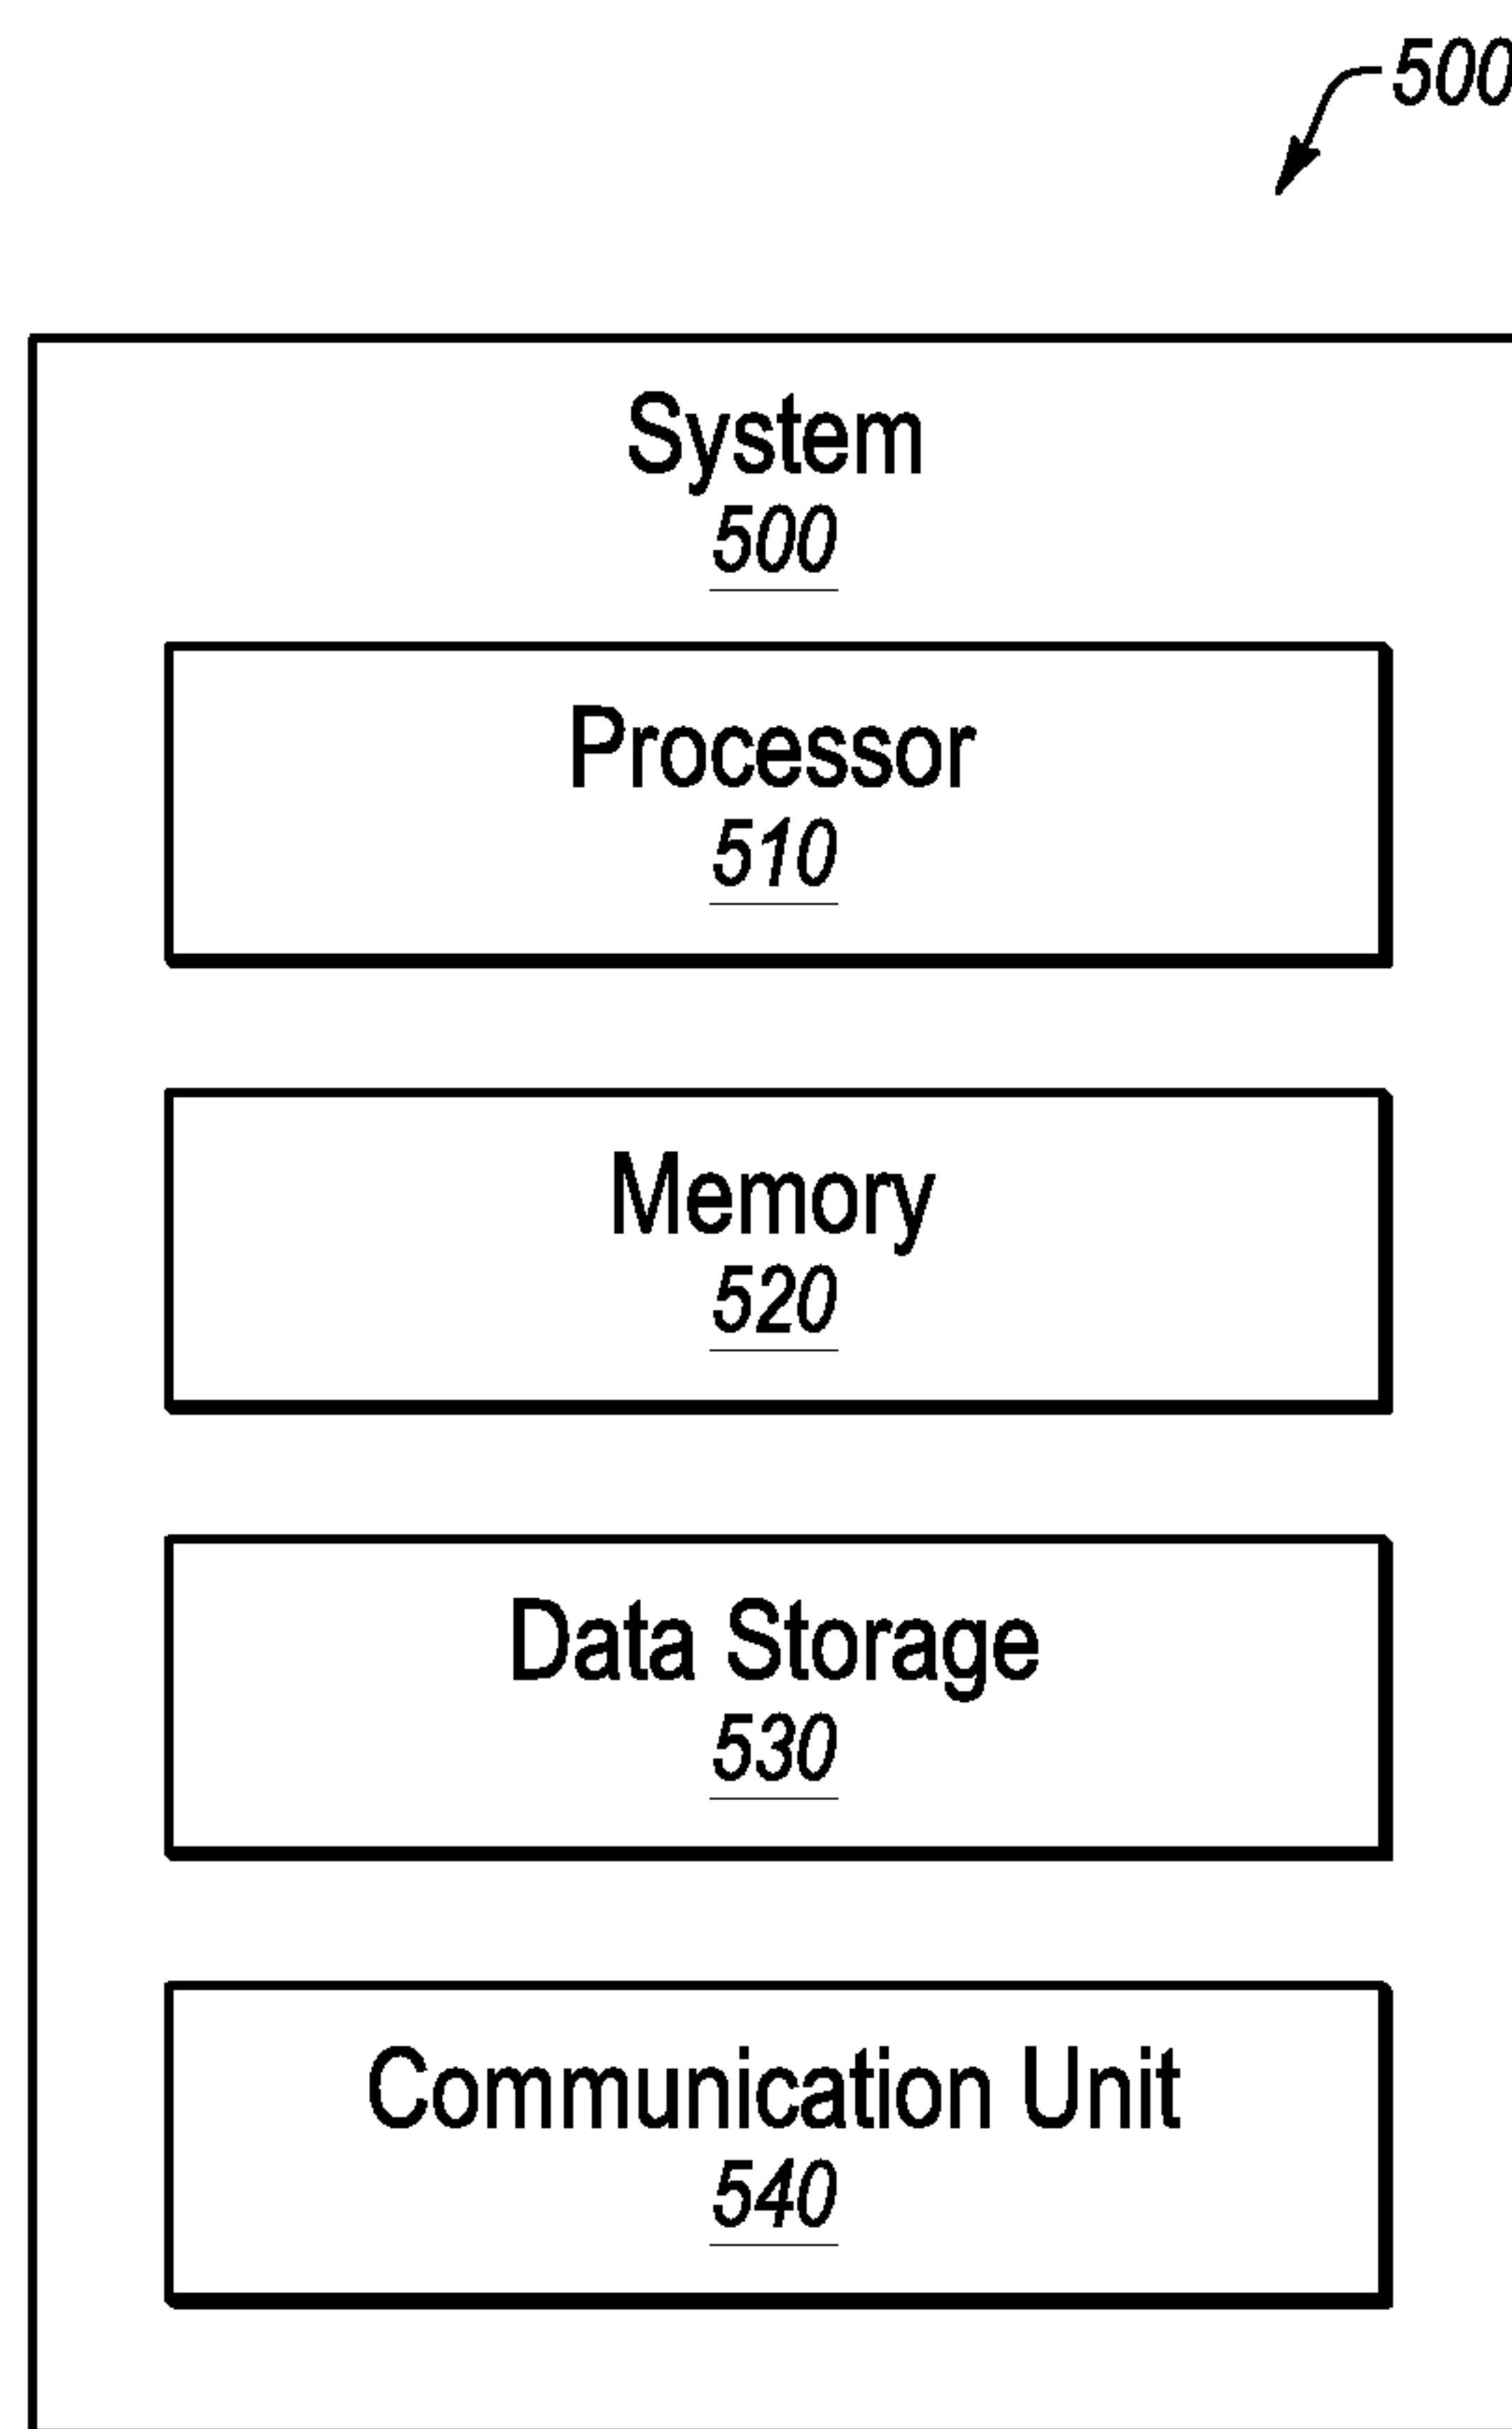 500
System
500
Processor
510
Memory
520
Data Storage
530
Communication Unit
540